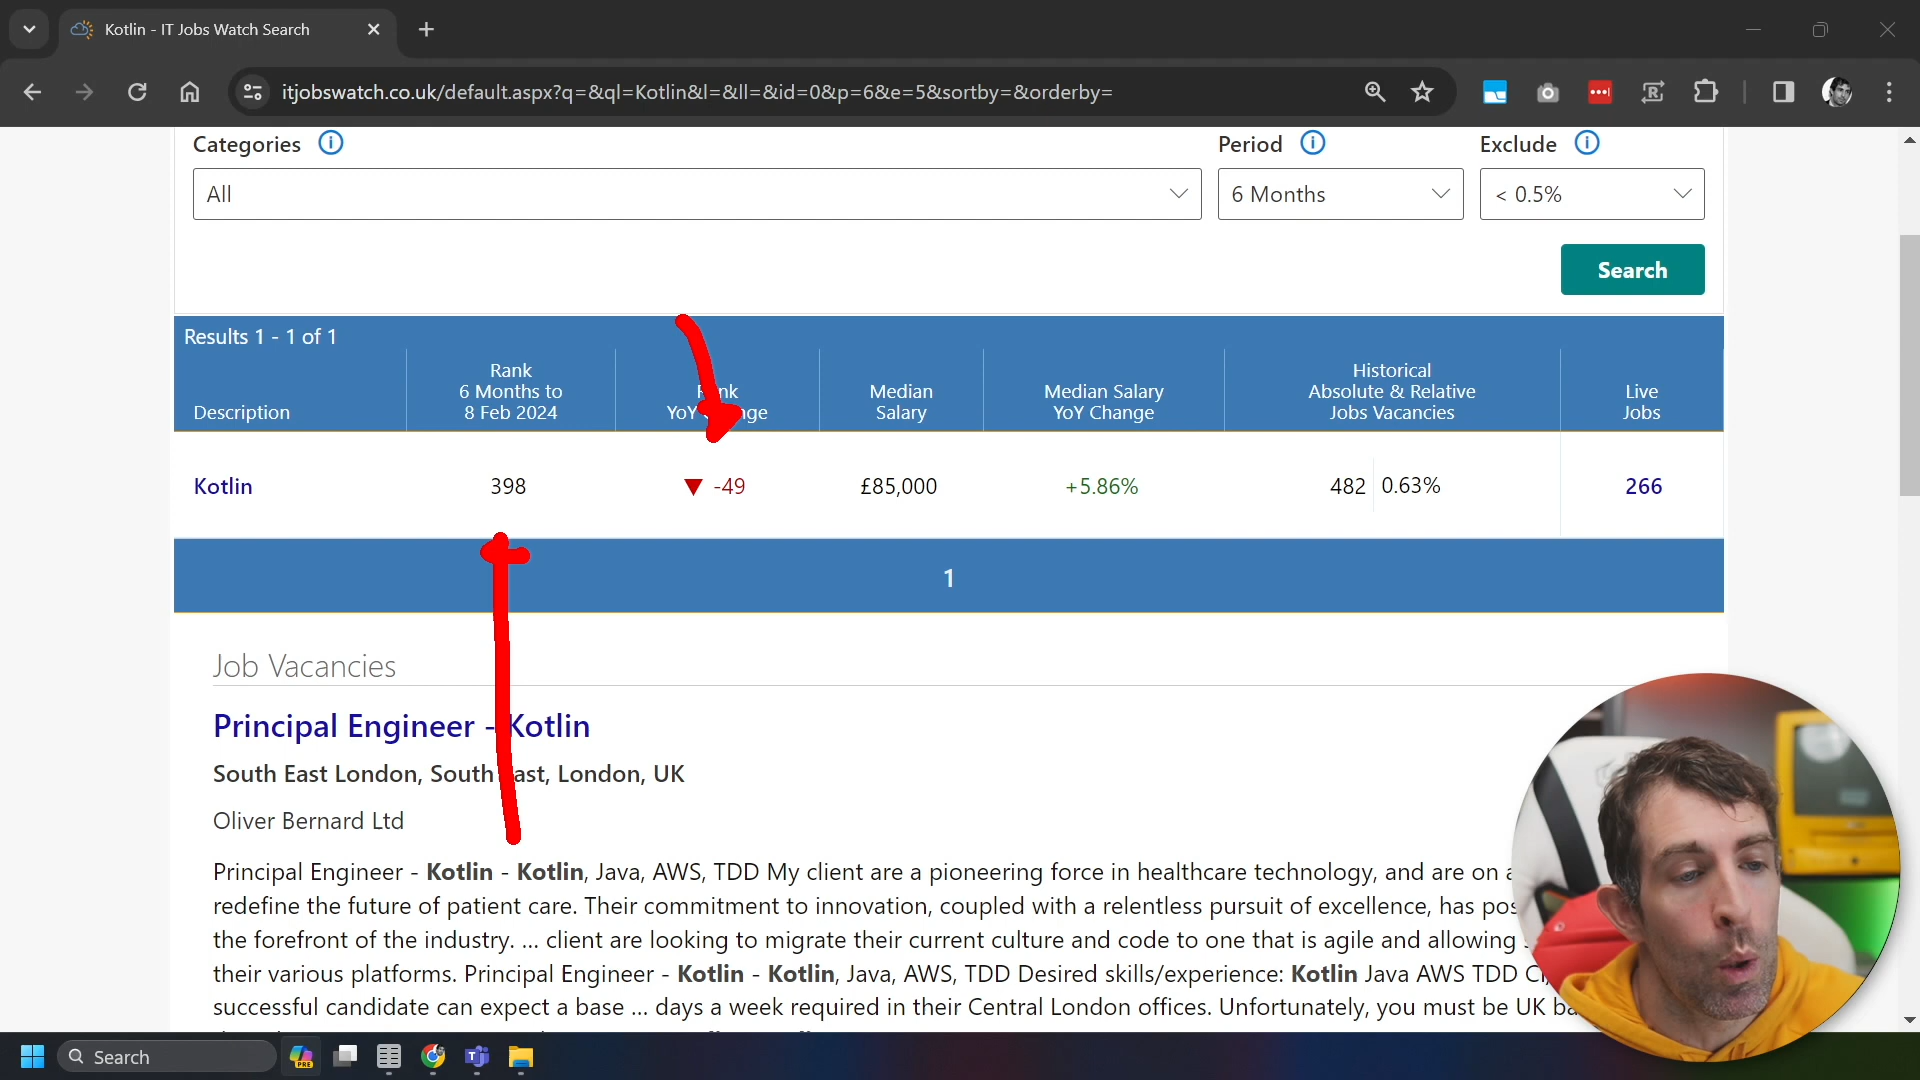 Kotlin - IT Jobs Watch Search
itjobswatch.co.uk/default.aspx?q=&ql=Kotlin&l=&ll=&id=0&p=6&e=5&sortby=&orderby=
Categories
Period
Exclude
All
6 Months
< 0.5%
Search
Results 1 - 1 of 1
Description
Rank
6 Months to
8 Feb 2024
YoY
Median
Salary
Median Salary
YoY Change
Historical
Absolute & Relative
Jobs Vacancies
Live
Jobs
Kotlin
398
▼ -49
£85,000
+5.86%
482
0.63%
266
1
Job Vacancies
Principal Engineer - Kotlin
South East London, South East, London, UK
Oliver Bernard Ltd
Principal Engineer - Kotlin - Kotlin, Java, AWS, TDD My client are a pioneering force in healthcare technology, and are on
redefine the future of patient care. Their commitment to innovation, coupled with a relentless pursuit of excellence, has
the forefront of the industry. ... client are looking to migrate their current culture and code to one that is agile and allowing
their various platforms. Principal Engineer - Kotlin - Kotlin, Java, AWS, TDD Desired skills/experience: Kotlin Java AWS TDD
successful candidate can expect a base ... days a week required in their Central London offices. Unfortunately, you must be UK
Search
PRE